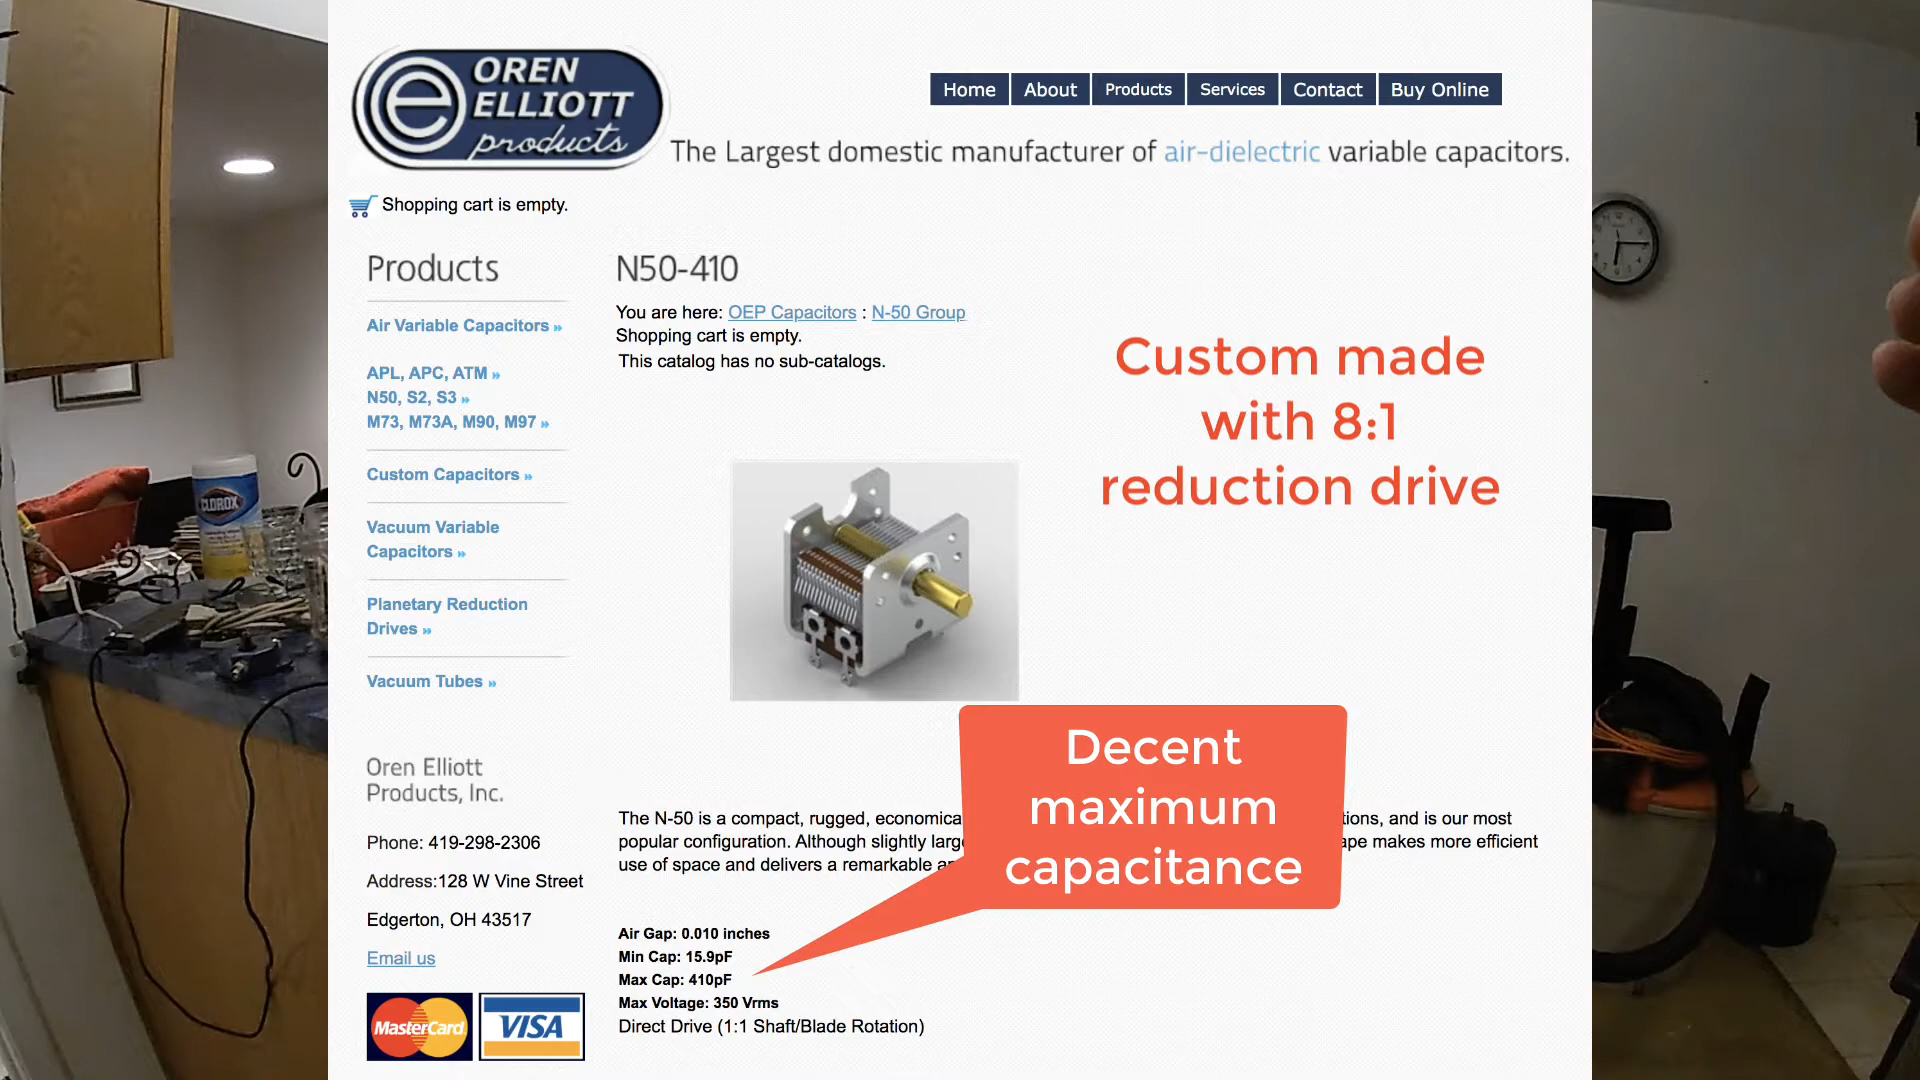 OREN
ELLIOTT
products
Home About Products Services Contact Buy Online
The Largest domestic manufacturer of air-dielectric variable capacitors.
Shopping cart is empty.
Products
Air Variable Capacitors »
APL, APC, ATM »
N50, S2, S3 »
M73, M73A, M90, M97 »
Custom Capacitors »
Vacuum Variable
Capacitors »
Planetary Reduction
Drives »
Vacuum Tubes »
Oren Elliott
Products, Inc.
Phone: 419-298-2306
Address:128 W Vine Street
Edgerton, OH 43517
Email us
MasterCard
VISA
N50-410
You are here: OEP Capacitors : N-50 Group
Shopping cart is empty.
This catalog has no sub-catalogs.
Custom made
with 8:1
reduction drive
Decent
maximum
capacitance
The N-50 is a compact, rugged, is our most
popular configuration. Although slightly makes more efficient
use of space and delivers a remarkable
Air Gap: 0.010 inches
Min Cap: 15.9pF
Max Cap: 410pF
Max Voltage: 350 Vrms
Direct Drive (1:1 Shaft/Blade Rotation)
CLOROX